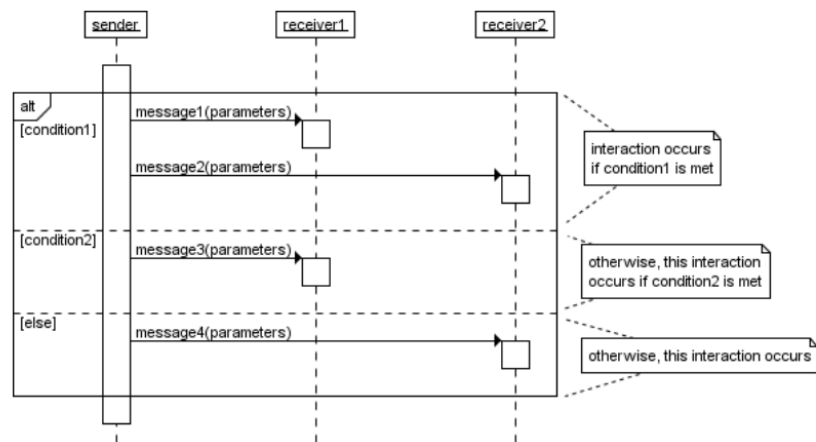 sender
receiver1
receiver2
alt
message1(parameters)
[condition1]
interaction occurs
if condition1 is met
message2(parameters)
[condition2]
message3(parameters)
otherwise, this interaction
occurs if condition2 is met
[else]
message4(parameters)
otherwise, this interaction occurs